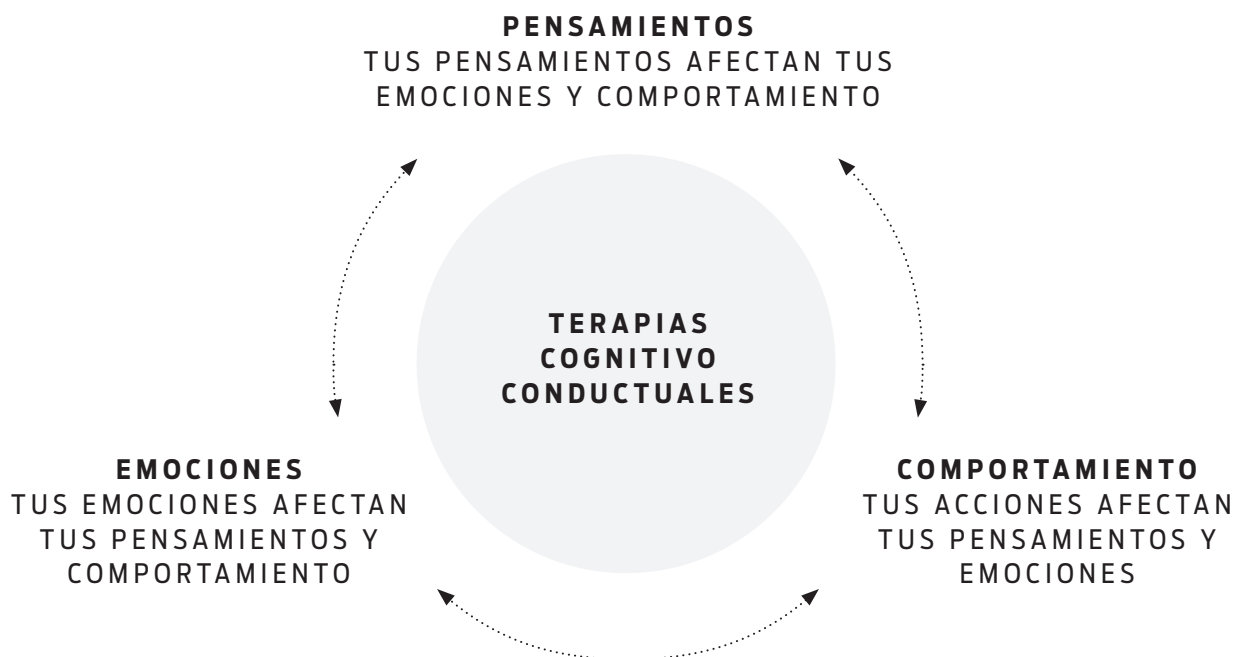 PENSAMIENTOS
TUS PENSAMIENTOS AFECTAN TUS
EMOCIONES Y COMPORTAMIENTO
TERAPIAS
COGNITIVO
CONDUCTUALES
EMOCIONES
TUS EMOCIONES AFECTAN
TUS PENSAMIENTOS Y
COMPORTAMIENTO
COMPORTAMIENTO
TUS ACCIONES AFECTAN
TUS PENSAMIENTOS Y
EMOCIONES